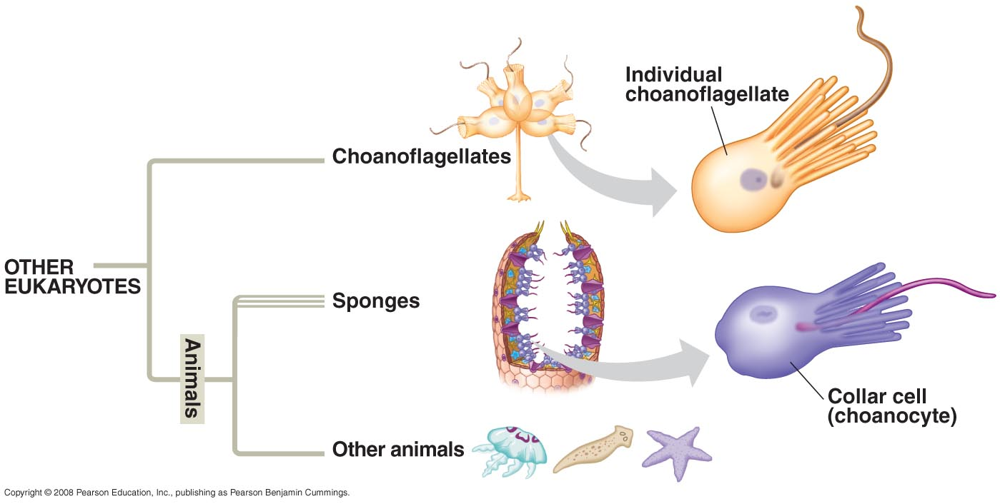 Individual
choanoflagellate
Choanoflagellates
OTHER
EUKARYOTES
Sponges
Animals
Collar cell
(choanocyte)
Other animals
Copyright © 2008 Pearson Education, Inc., publishing as Pearson Benjamin Cummings.